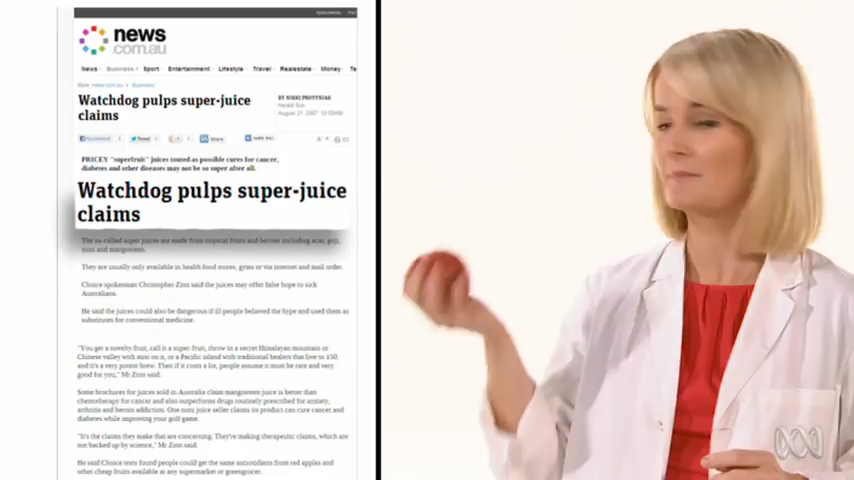 news
.com.au
News Business Sport Entertainment Lifestyle Travel Realestate Money Te
Watchdog pulps super-juice
claims
BY NIKKI PROTYNIAK
Herald Sun
August 21, 2007 12:00AM
Tweet
Share
PRICEY "superfruit" juices touted as possible cures for cancer,
diabetes and other diseases may not be so super after all.
Watchdog pulps super-juice
claims
The so-called super juices are made from tropical fruits and berries including acai, goji,
noni and mangosteen.
They are usually only available in health food stores, gyms or via internet and mail order.
Choice spokesman Christopher Zinn said the juices may offer false hope to sick
Australians.
He said the juices could also be dangerous if ill people believed the hype and used them as
substitutes for conventional medicine.
"You get a novelty fruit, call it a super fruit, throw in a secret Himalayan mountain or
Chinese valley with mist on it, or a Pacific island with traditional healers that live to 150,
and it's a very potent brew. Then if it costs a lot, people assume it must be rare and very
good for you," Mr Zinn said.
Some brochures for juices sold in Australia claim mangosteen juice is better than
chemotherapy for cancer and also outperforms drugs routinely prescribed for anxiety,
arthritis and heroin addiction. One noni juice seller claims its product can cure cancer and
diabetes while improving your golf game.
"It's the claims they make that are concerning. They're making therapeutic claims, which are
not backed up by science," Mr Zinn said.
He said Choice tests found people could get the same antioxidants from red apples and
other cheap fruits available at any supermarket or greengrocer.